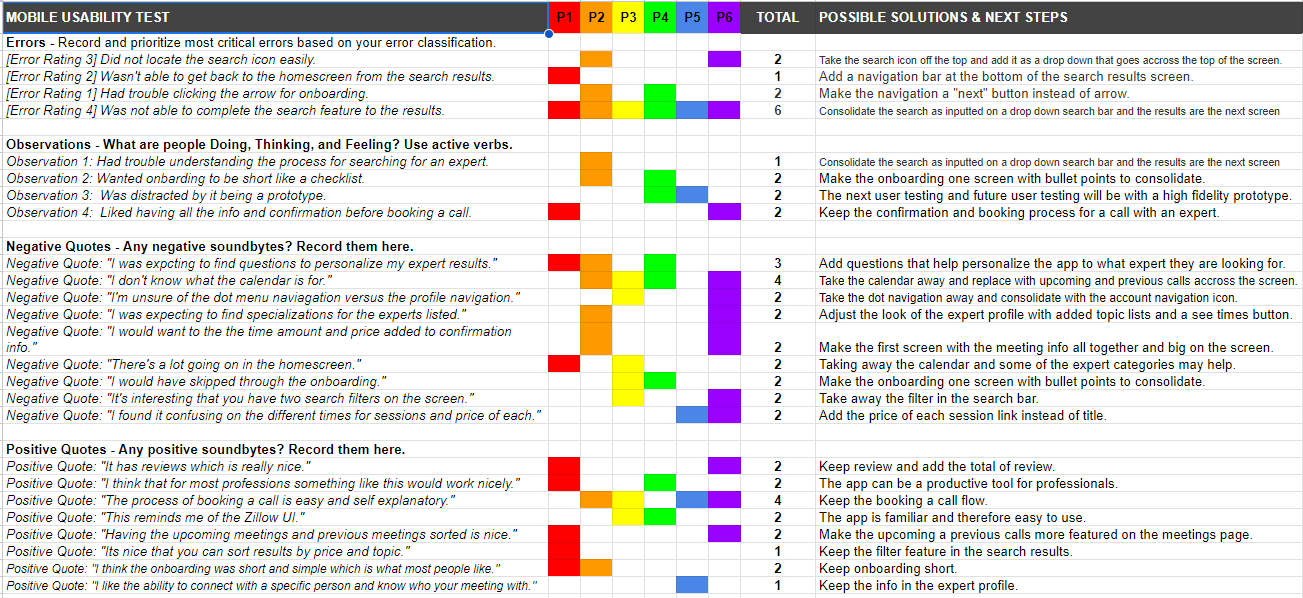 MOBILE USABILITY TEST P1 P2 P3 P4 P5 P6 TOTAL POSSIBLE SOLUTIONS & NEXT STEPS
Errors - Record and prioritize most critical errors based on your error classification.
[Error Rating 3] Did not locate the search icon easily. 2 Take the search icon off the top and add it as a drop down that goes accross the top of the screen.
[Error Rating 2] Wasn't able to get back to the homescreen from the search results. 1 Add a navigation bar at the bottom of the search results screen.
[Error Rating 1] Had trouble clicking the arrow for onboarding. 2 Make the navigation a "next" button instead of arrow.
[Error Rating 4] Was not able to complete the search feature to the results. 6 Consolidate the search as inputted on a drop down search bar and the results are the next screen
Observations - What are people Doing, Thinking, and Feeling? Use active verbs.
Observation 1: Had trouble understanding the process for searching for an expert. 1 Consolidate the search as inputted on a drop down search bar and the results are the next screen
Observation 2: Wanted onbarding to be short like a checklist. 2 Make the onboarding one screen with bullet points to consolidate.
Observation 3: Was distracted by it being a prototype. 2 The next user testing and future user testing will be with a high fidelity prototype.
Observation 4: Liked having all the info and confirmation before booking a call. 2 Keep the confirmation and booking process for a call with an expert.
Negative Quotes - Any negative soundbytes? Record them here.
Negative Quote: "I was expcting to find questions to personalize my expert results." 3 Add questions that help personalize the app to what expert they are looking for.
Negative Quote: "I don't know what the calendar is for." 4 Take the calendar away and replace with upcoming and previous calls accross the screen.
Negative Quote: "I'm unsure of the dot menu naviagation versus the profile navigation." 2 Take the dot navigation away and consolidate with the account navigation icon.
Negative Quote: "I was expecting to find specializations for the experts listed." 2 Adjust the look of the expert profile with added topic lists and a see times button.
Negative Quote: "I would want to the the time amount and price added to confirmation
info." 2 Make the first screen with the meeting info all together and big on the screen.
Negative Quote: "There's a lot going on in the homescreen." 2 Taking away the calendar and some of the expert categories may help.
Negative Quote: "I would have skipped through the onboarding." 2 Make the onboarding one screen with bullet points to consolidate.
Negative Quote: "It's interesting that you have two search filters on the screen." 2 Take away the filter in the search bar.
Negative Quote: "I found it confusing on the different times for sessions and price of each." 2 Add the price of each session link instead of title.
Positive Quotes - Any positive soundbytes? Record them here.
Positive Quote: "It has reviews which is really nice." 2 Keep review and add the total of review.
Positive Quote: "I think that for most professions something like this would work nicely." 2 The app can be a productive tool for professionals.
Positive Quote: "The process of booking a call is easy and self explanatory." 4 Keep the booking a call flow.
Positive Quote: "This reminds me of the Zillow UI." 2 The app is familiar and therefore easy to use.
Positive Quote: "Having the upcoming meetings and previous meetings sorted is nice." 2 Make the upcoming a previous calls more featured on the meetings page.
Positive Quote: "Its nice that you can sort results by price and topic." 1 Keep the filter feature in the search results.
Positive Quote: "I think the onboarding was short and simple which is what most people like." 2 Keep onboarding short.
Positive Quote: "I like the ability to connect with a specific person and know who your meeting with." 1 Keep the info in the expert profile.